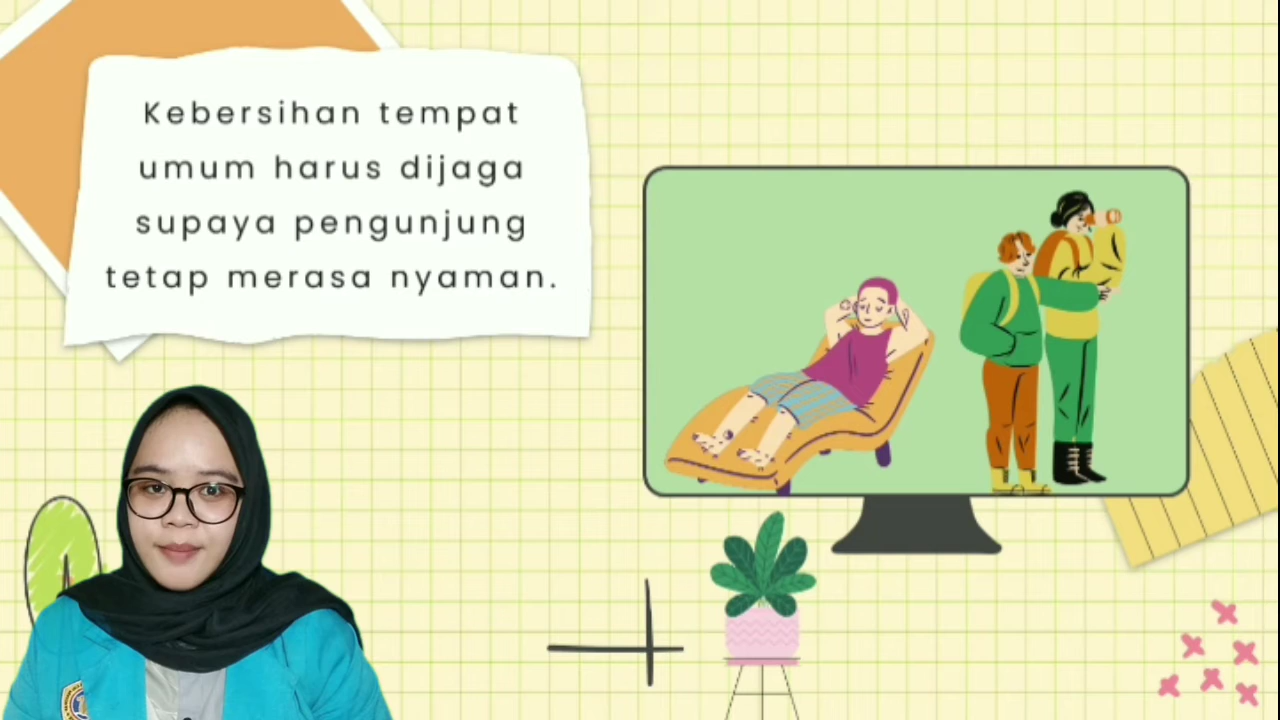 Kebersihan tempat
umum harus dijaga
supaya pengunjung
tetap merasa nyaman.